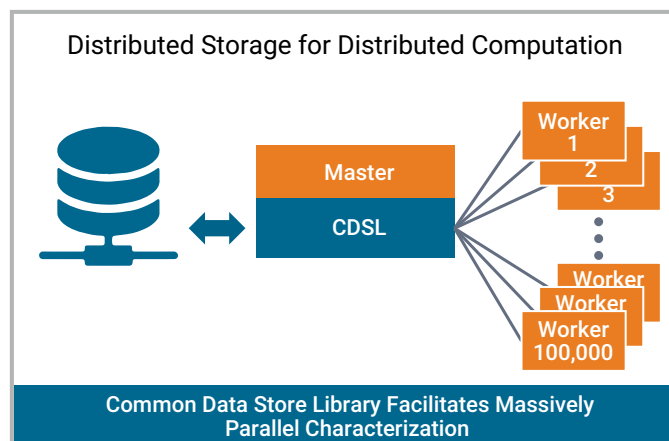 Distributed Storage for Distributed Computation
Master
CDSL
Worker
1
2
3
Worker
Worker
Worker
100,000
Common Data Store Library Facilitates Massively
Parallel Characterization